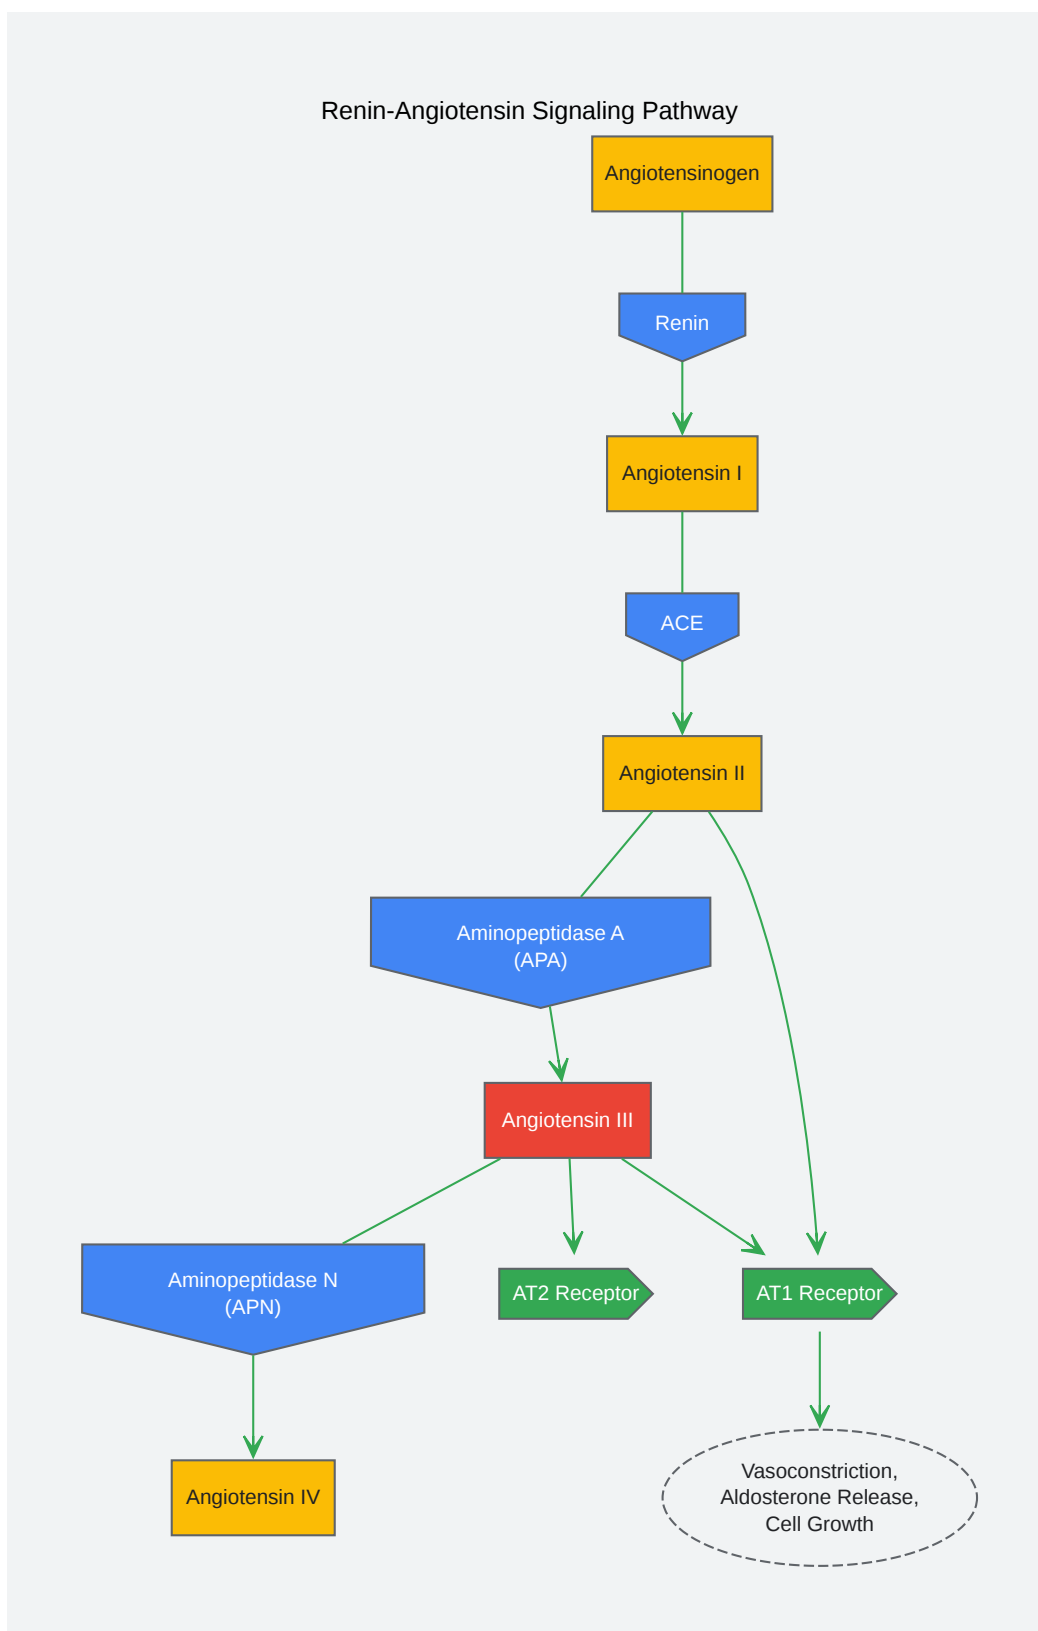 Renin-Angiotensin Signaling Pathway
Angiotensinogen
Renin
Angiotensin I
ACE
Angiotensin II
Aminopeptidase A
(APA)
Angiotensin III
Aminopeptidase N
(APN)
AT2 Receptor
AT1 Receptor
Angiotensin IV
Vasoconstriction,
Aldosterone Release,
Cell Growth